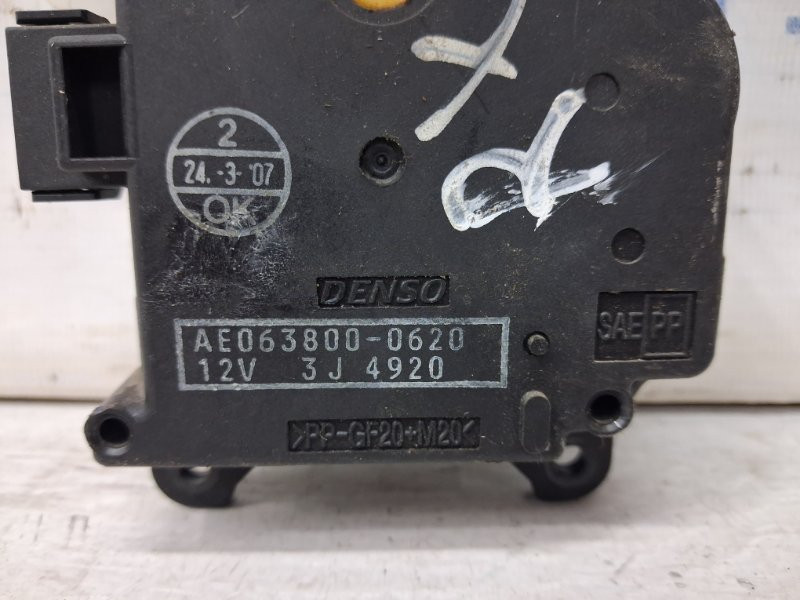 2
24.-3-'07
OK
DENSO
AE063800-0620
12V 3J 4920
SAE PP
>PP-GF20+M20<